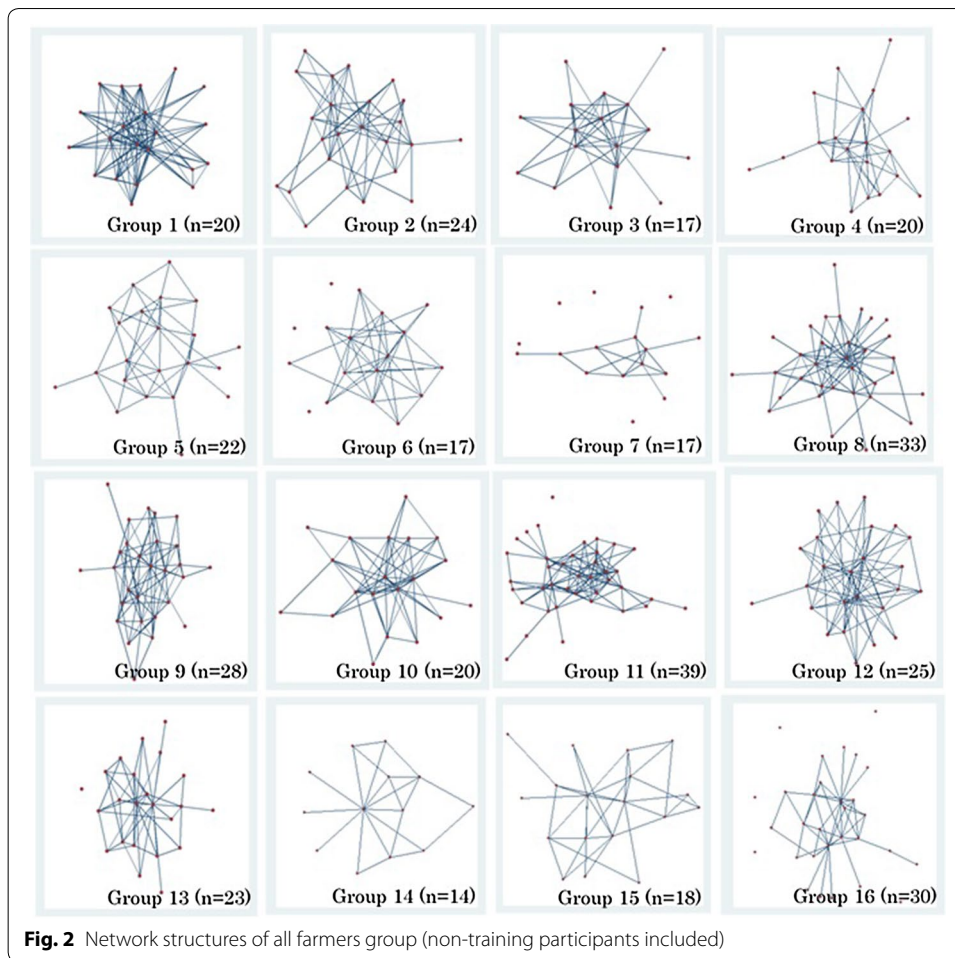 Group 1 (n=20)
Group 2 (n=24)
Group 3 (n=17)
Group 4 (n=20)
Group 5 (n=22)
Group 6 (n=17)
Group 7 (n=17)
Group 8 (n=33)
Group 9 (n=28)
Group 10 (n=20)
Group 11 (n=39)
Group 12 (n=25)
Group 13 (n=23)
Group 14 (n=14)
Group 15 (n=18)
Group 16 (n=30)
Fig. 2 Network structures of all farmers group (non-training participants included)